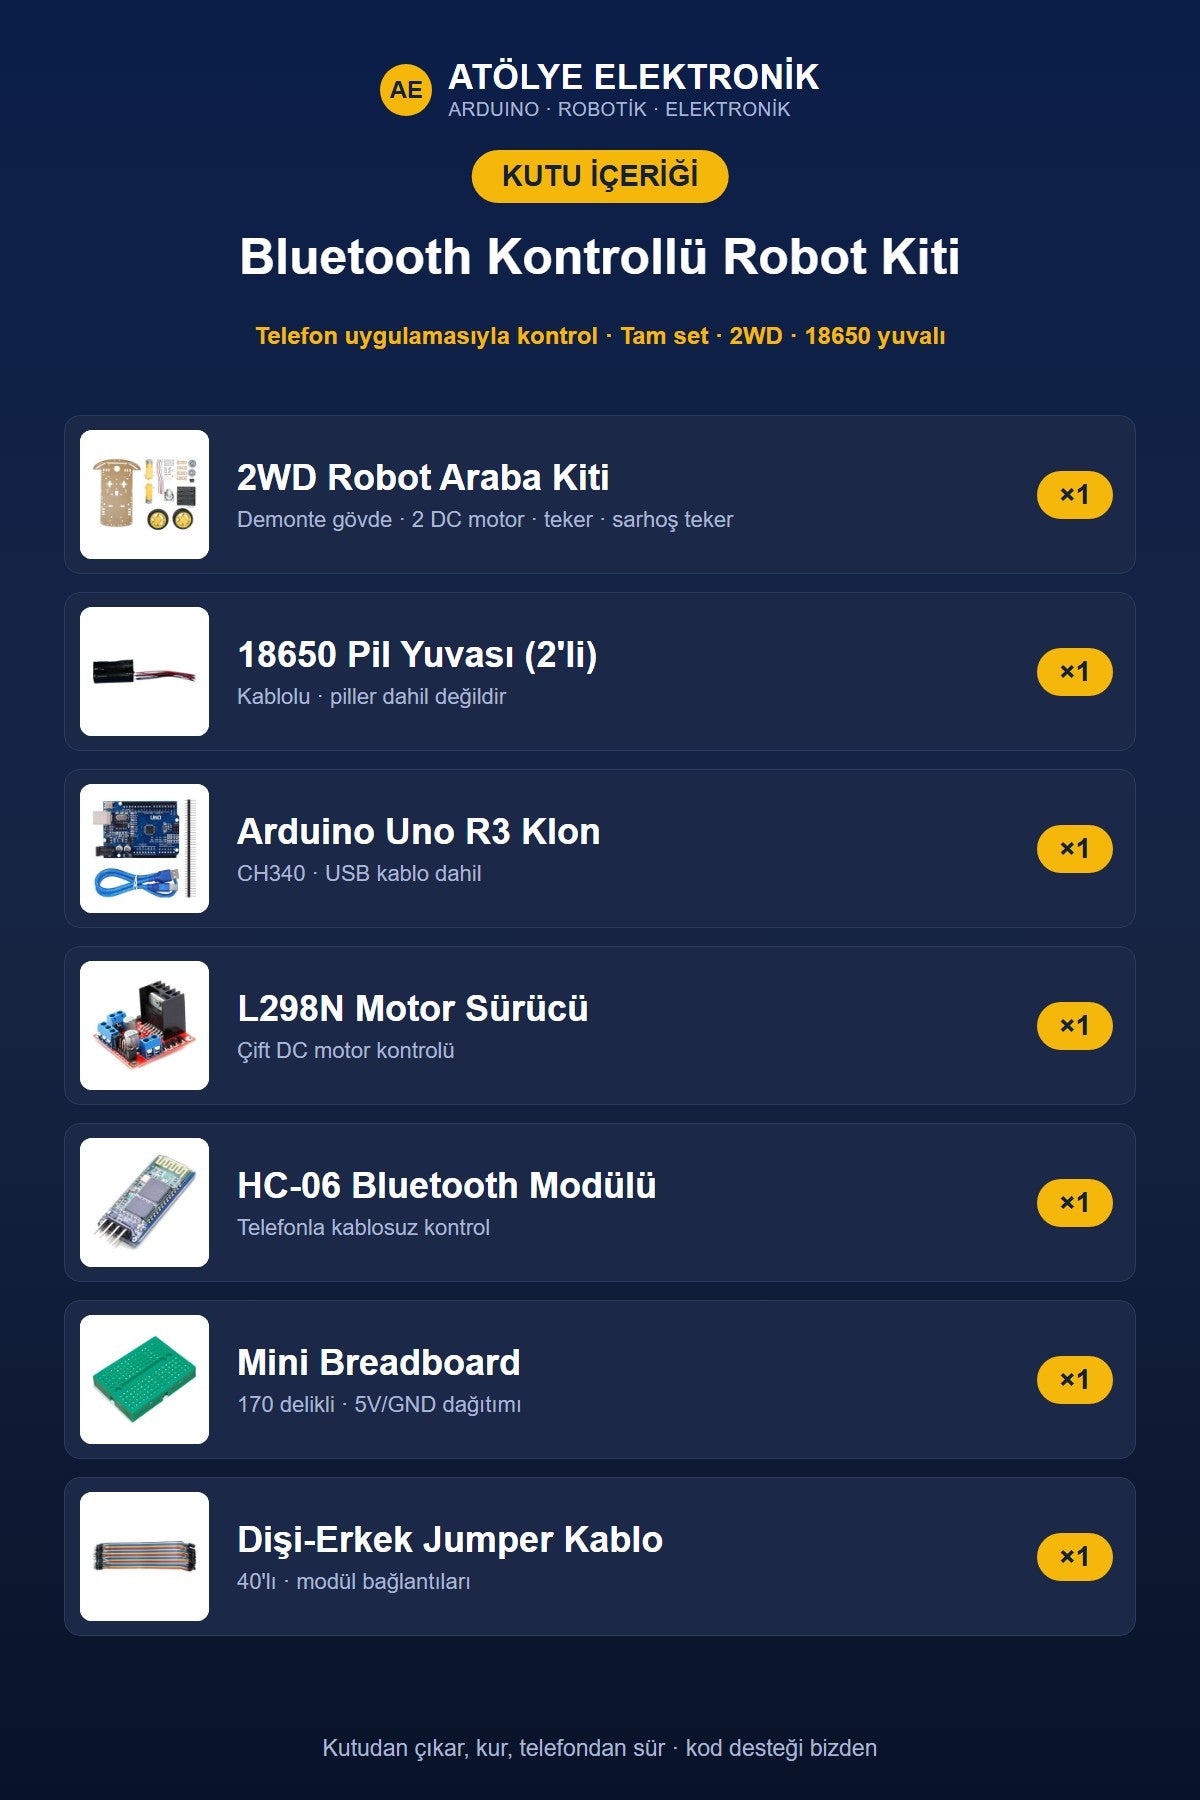 AE
ATÖLYE ELEKTRONİK
ARDUINO · ROBOTİK · ELEKTRONİK
KUTU İÇERİĞİ
Bluetooth Kontrollü Robot Kiti
Telefon uygulamasıyla kontrol · Tam set · 2WD · 18650 yuvalı
2WD Robot Araba Kiti
Demonte gövde · 2 DC motor · teker · sarhoş teker
×1
18650 Pil Yuvası (2'li)
Kablolu · piller dahil değildir
×1
Arduino Uno R3 Klon
CH340 · USB kablo dahil
×1
UNO
L298N Motor Sürücü
Çift DC motor kontrolü
×1
HC-06 Bluetooth Modülü
Telefonla kablosuz kontrol
×1
Mini Breadboard
170 delikli · 5V/GND dağıtımı
×1
Dişi-Erkek Jumper Kablo
40'lı · modül bağlantıları
×1
Kutudan çıkar, kur, telefondan sür · kod desteği bizden